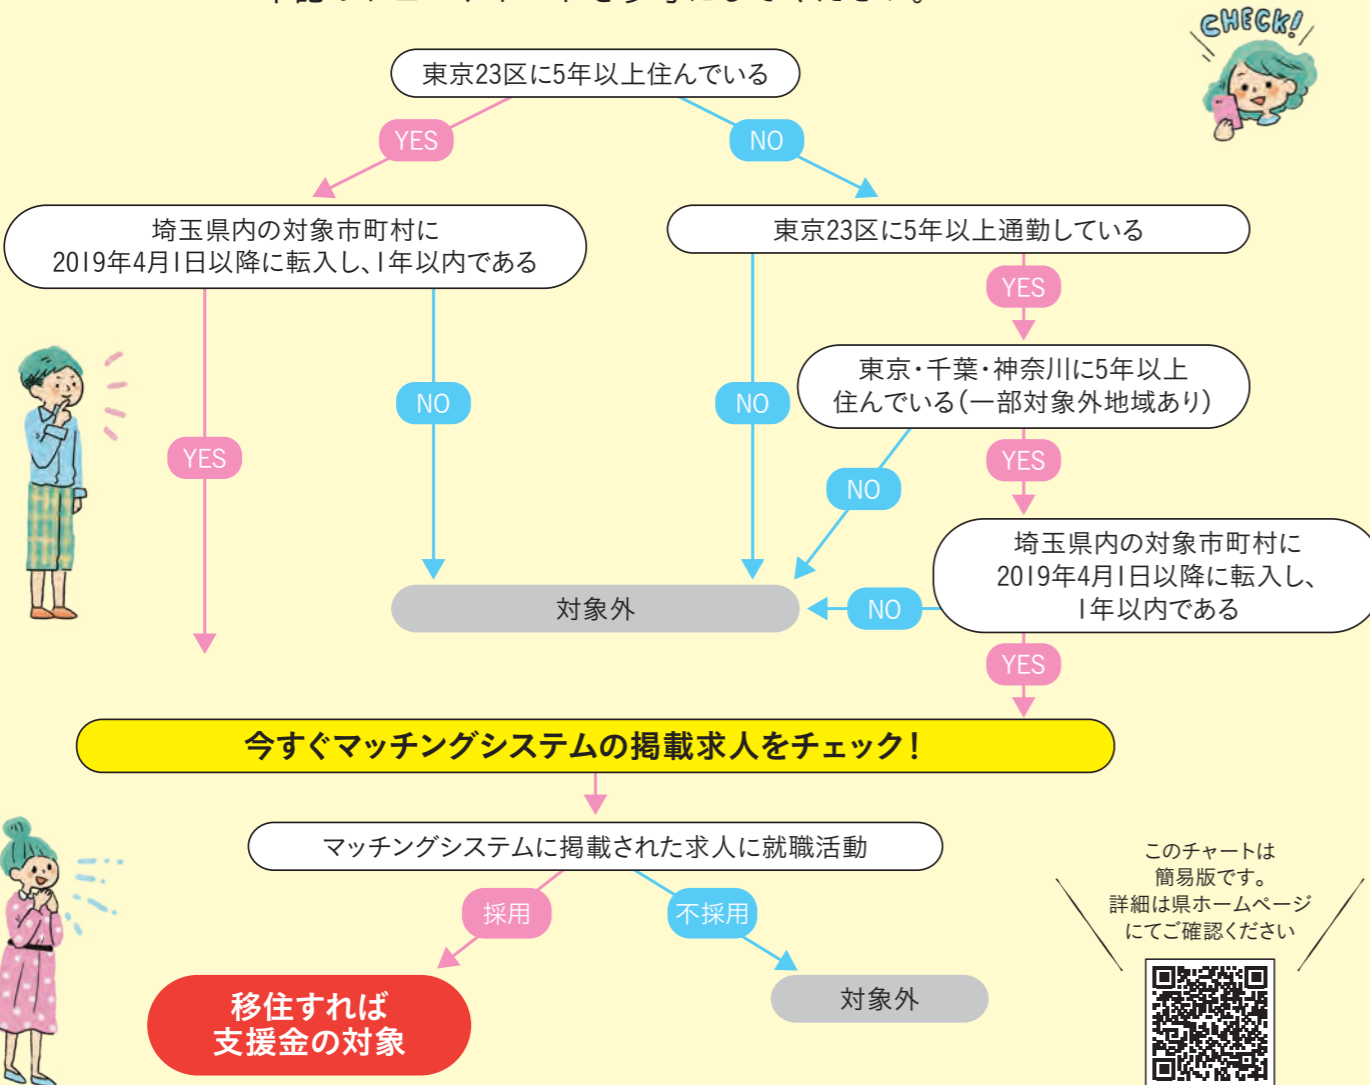 CHECK!
東京23区に5年以上住んでいる
YES
NO
埼玉県内の対象市町村に
2019年4月1日以降に転入し、1年以内である
東京23区に5年以上通勤している
YES
東京・千葉・神奈川に5年以上
住んでいる(一部対象外地域あり)
NO
NO
YES
YES
NO
埼玉県内の対象市町村に
2019年4月1日以降に転入し、
1年以内である
対象外
NO
YES
今すぐマッチングシステムの掲載求人をチェック!
マッチングシステムに掲載された求人に就職活動
採用
不採用
移住すれば
支援金の対象
対象外
このチャートは
簡易版です。
詳細は県ホームページ
にてご確認ください